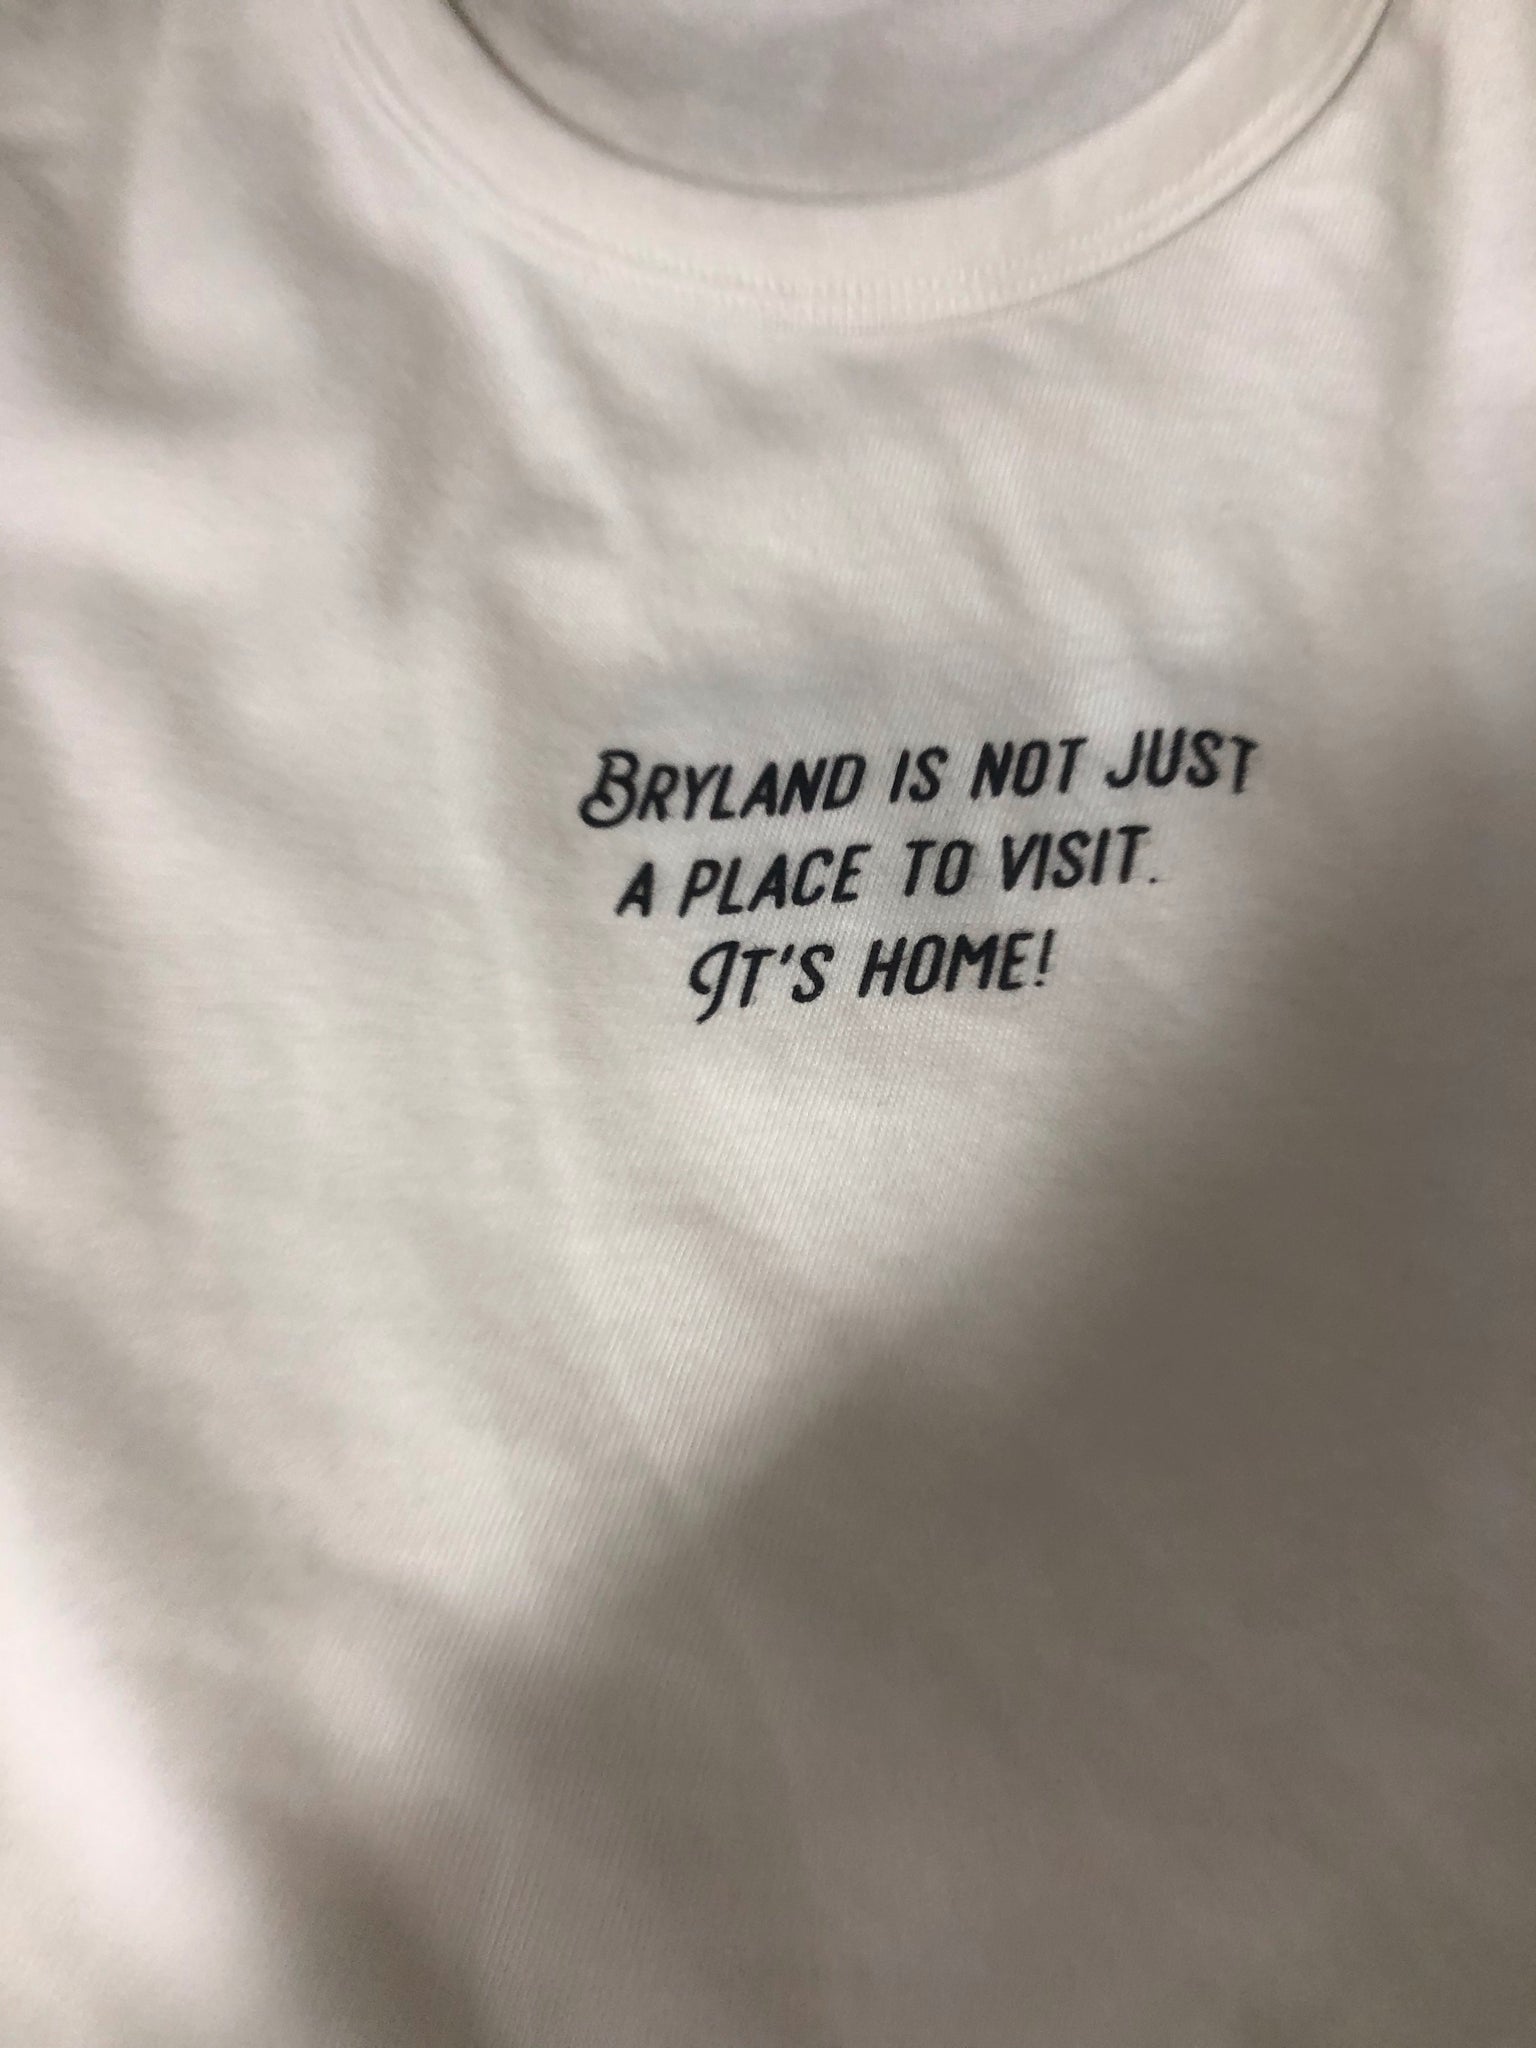 Bryland is not just
a place to visit.
It's home!